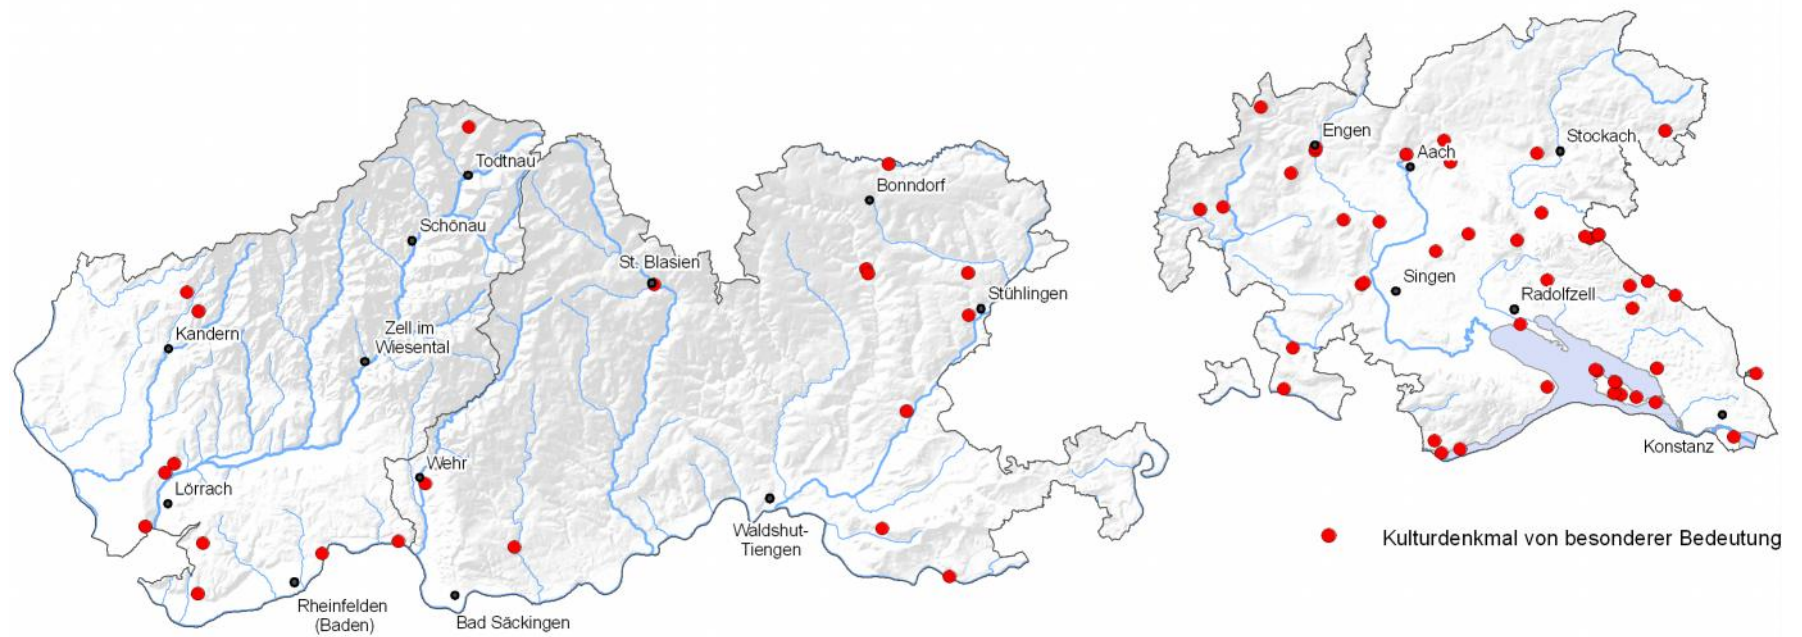 Todtnau
Schönau
St. Blasien
Bonndorf
Stühlingen
Kandern
Zell im
Wiesental
Wehr
Lörrach
Waldshut-
Tiengen
Rheinfelden
(Baden)
Bad Säckingen
Engen
Aach
Stockach
Singen
Radolfzell
Konstanz
Kulturdenkmal von besonderer Bedeutung